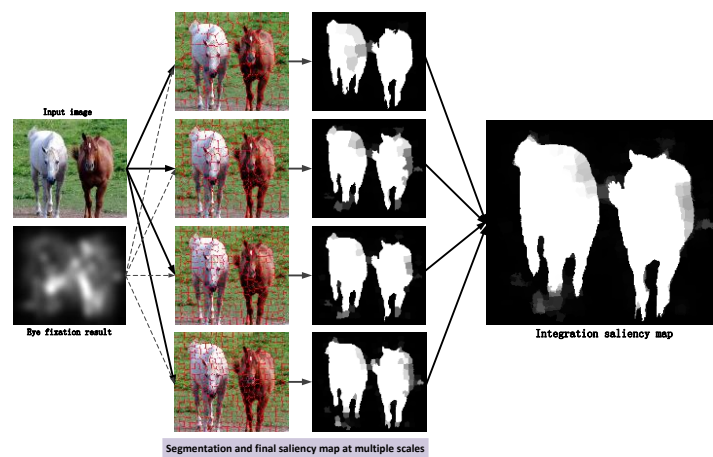 Input image
Eye fixation result
Integration saliency map
Segmentation and final saliency map at multiple scales